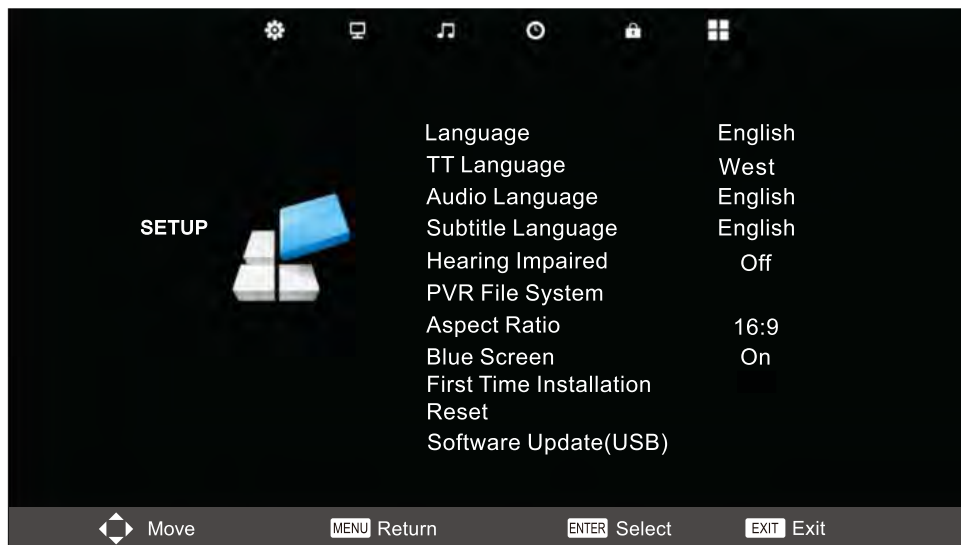 Language English
TT Language West
Audio Language English
SETUP Subtitle Language English
Hearing Impaired Off
PVR File System
Aspect Ratio 16:9
Blue Screen On
First Time Installation
Reset
Software Update(USB)
Move MENU Return ENTER Select EXIT Exit